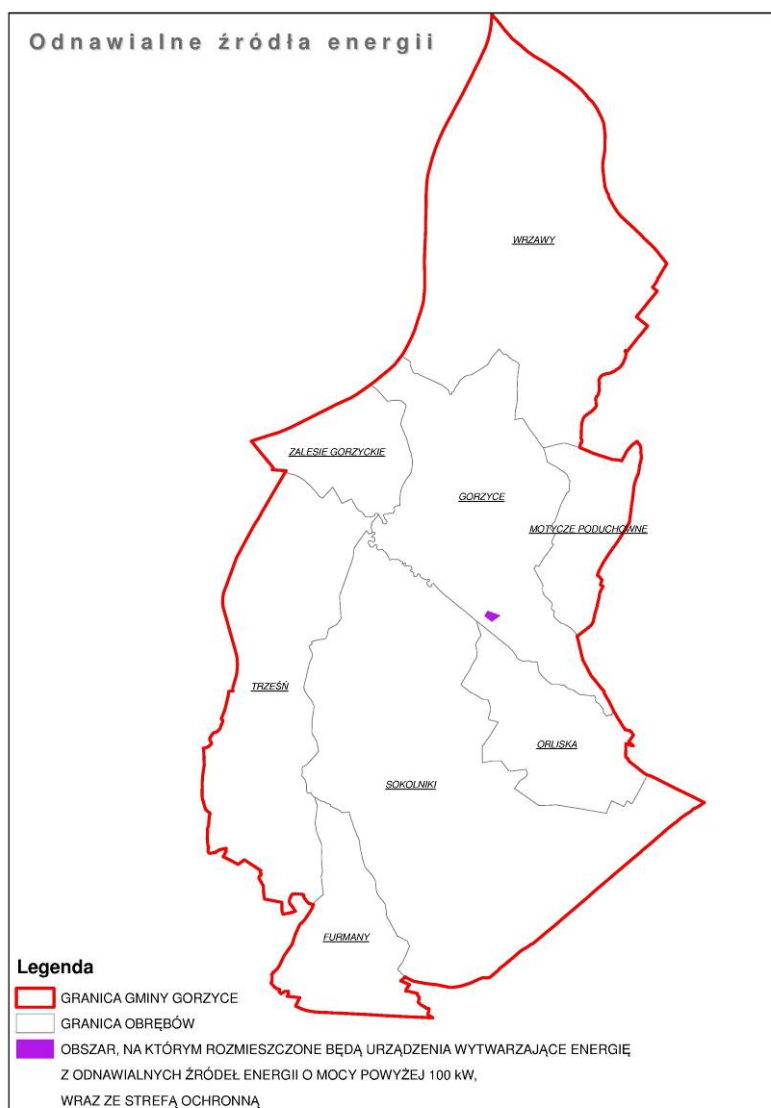 Odnawialne źródła energii
WRZAWY
ZALESIE GORZYCKIE
GORZYCE
MOTYCZE PODUCHOWNE
TRZEŚŃ
ORLISKA
SOKOLNIKI
FURMANY
Legenda
GRANICA GMINY GORZYCE
GRANICA OBRĘBÓW
OBSZAR, NA KTÓRYM ROZMIESZCZONE BĘDĄ URZĄDZENIA WYTWARZAJĄCE ENERGIĘ
Z ODNAWIALNYCH ŹRÓDEŁ ENERGII O MOCY POWYŻEJ 100 kW,
WRAZ ZE STREFĄ OCHRONNĄ